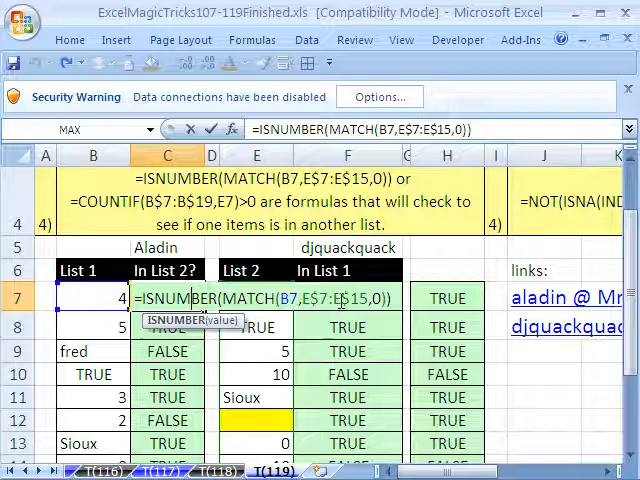 ExcelMagicTricks107-119Finished.xls [Compatibility Mode] - Microsoft Excel
Home Insert Page Layout Formulas Data Review View Developer Add-Ins
Security Warning Data connections have been disabled Options...
MAX =ISNUMBER(MATCH(B7,E$7:E$15,0))
A B C D E F G H I J K
=ISNUMBER(MATCH(B7,E$7:E$15,0)) or
=COUNTIF(B$7:B$19,E7)>0 are formulas that will check to
4 4) see if one items is in another list. 4) =NOT(ISNA(IND
5 Aladin djquackquack
6 List 1 In List 2? List 2 In List 1 links:
7 4 =ISNUMBER(MATCH(B7,E$7:E$15,0)) TRUE aladin @ Mr
ISNUMBER(value)
8 5 TRUE TRUE TRUE TRUE djquackquack
9 fred FALSE 5 TRUE TRUE
10 TRUE TRUE 10 FALSE FALSE
11 3 TRUE Sioux TRUE TRUE
12 2 FALSE TRUE TRUE
13 Sioux TRUE 0 TRUE TRUE
T(116) T(117) T(118) T(119)